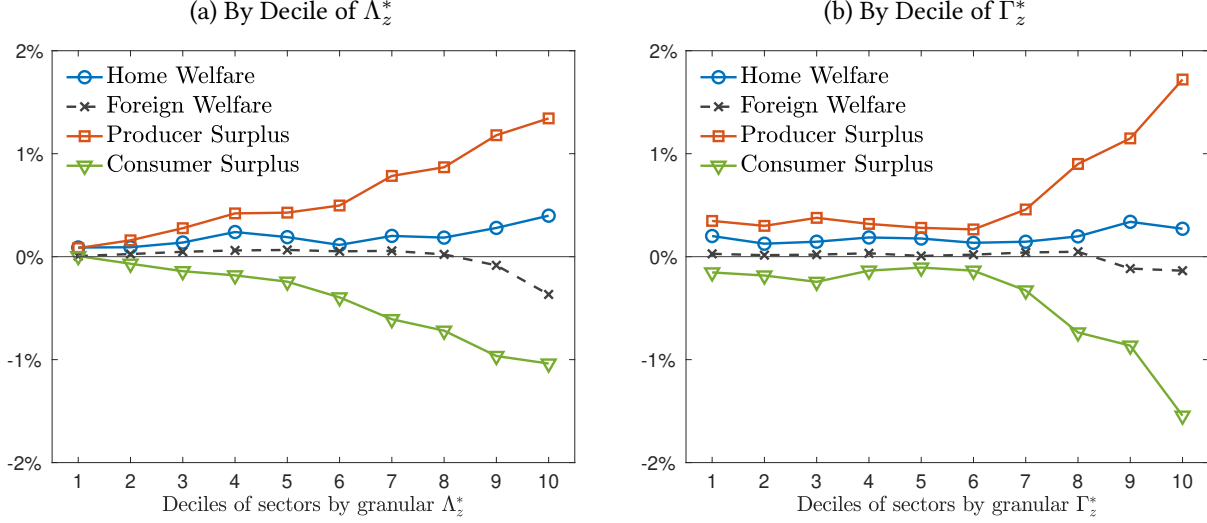 (a) By Decile of Λ*z
2%
1%
0%
-1%
-2%
Home Welfare
Foreign Welfare
Producer Surplus
Consumer Surplus
1 2 3 4 5 6 7 8 9 10
Deciles of sectors by granular Λ*z
(b) By Decile of Γ*z
2%
1%
0%
-1%
-2%
Home Welfare
Foreign Welfare
Producer Surplus
Consumer Surplus
1 2 3 4 5 6 7 8 9 10
Deciles of sectors by granular Γ*z